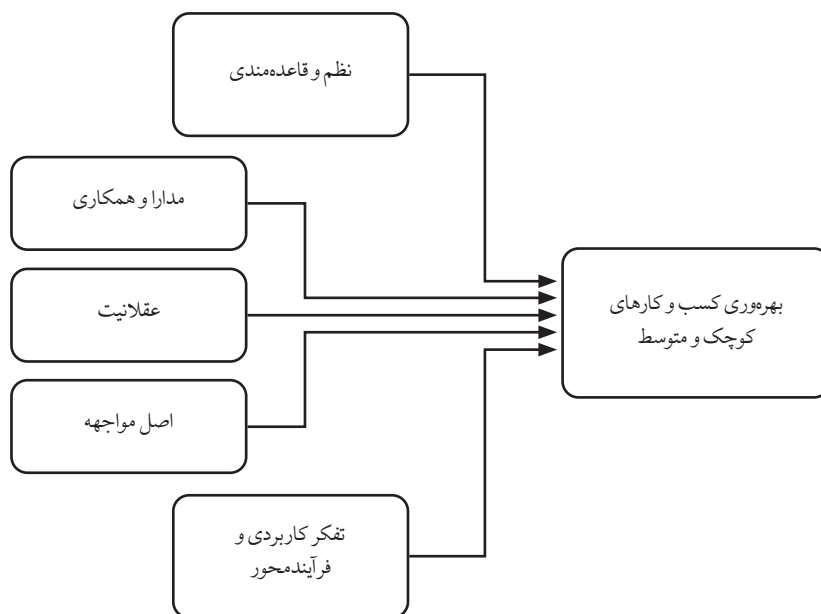 نظم و قاعده‌مندی
مدارا و همکاری
عقلانیت
اصل مواجهه
تفکر کاربردی و
فرآیندمحور
بهره‌وری کسب و کارهای
کوچک و متوسط